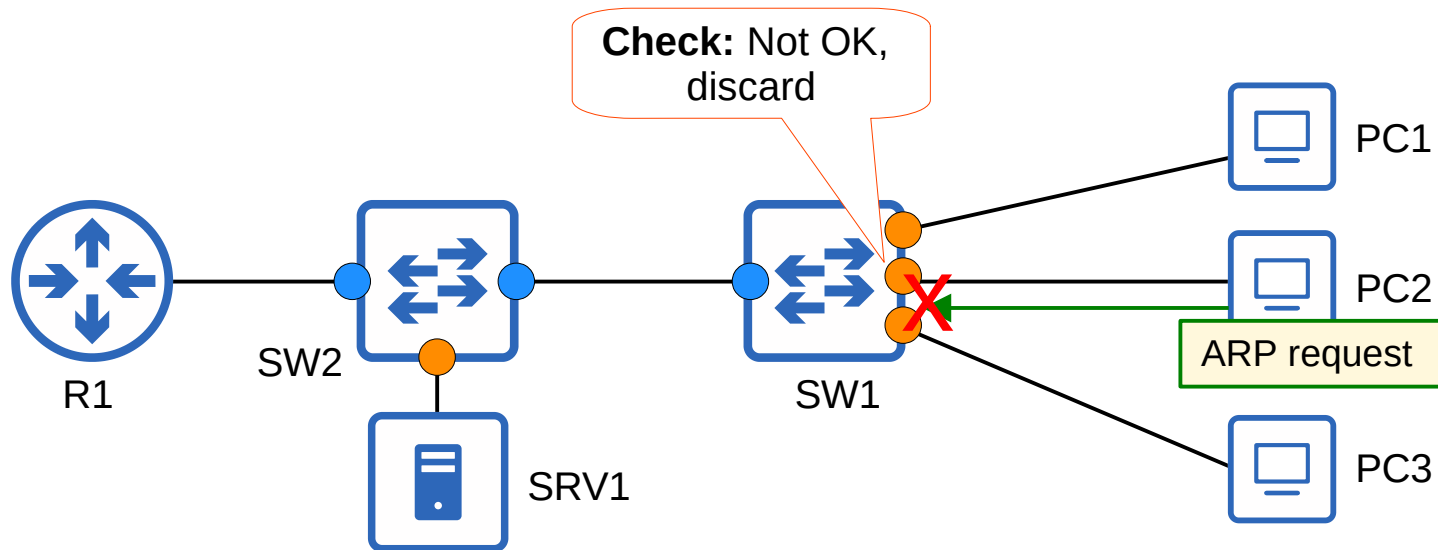 Check: Not OK,
discard
PC1
PC2
ARP request
SW2
R1
SW1
SRV1
PC3